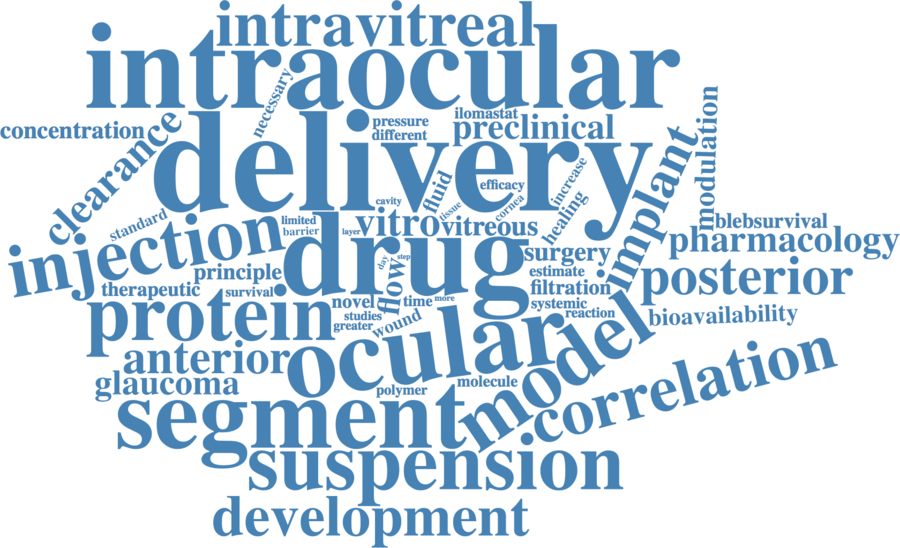 intravitreal
intraocular
necessary
concentration
clearance
pressure
different
ilomastat
preclinical
modulation
delivery
standard
injection
limited
barrier
cavity
layer
vitro
fluid
tissue
efficacy
cornea
vitreous
increase
healing
implant
blebsurvival
pharmacology
drug
surgery
principle
therapeutic
survival
day
step
flow
estimate
filtration
systemic
reaction
posterior
protein
novel
time
more
studies
greater
wound
bioavailability
anterior
glaucoma
ocular
polymer
molecule
model
correlation
segment
suspension
development